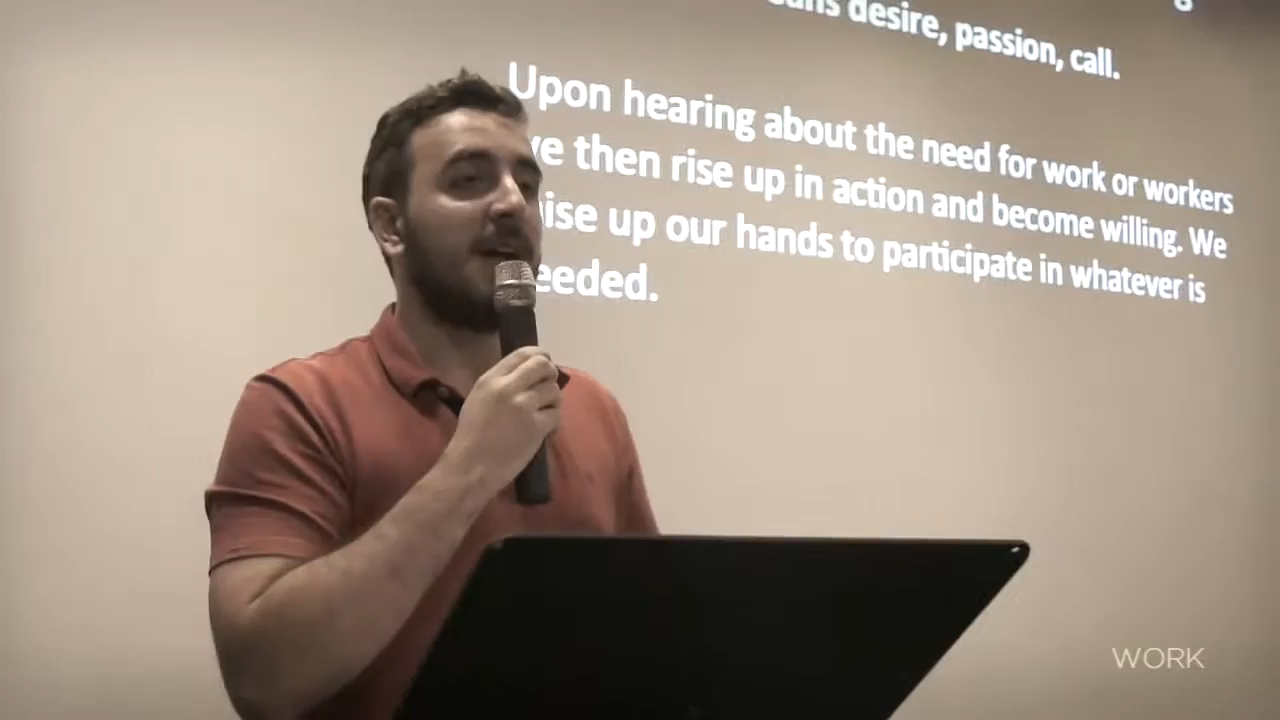 desire, passion, call.
Upon hearing about the need for work or workers
then rise up in action and become willing. We
up our hands to participate in whatever is
eeded.
WORK